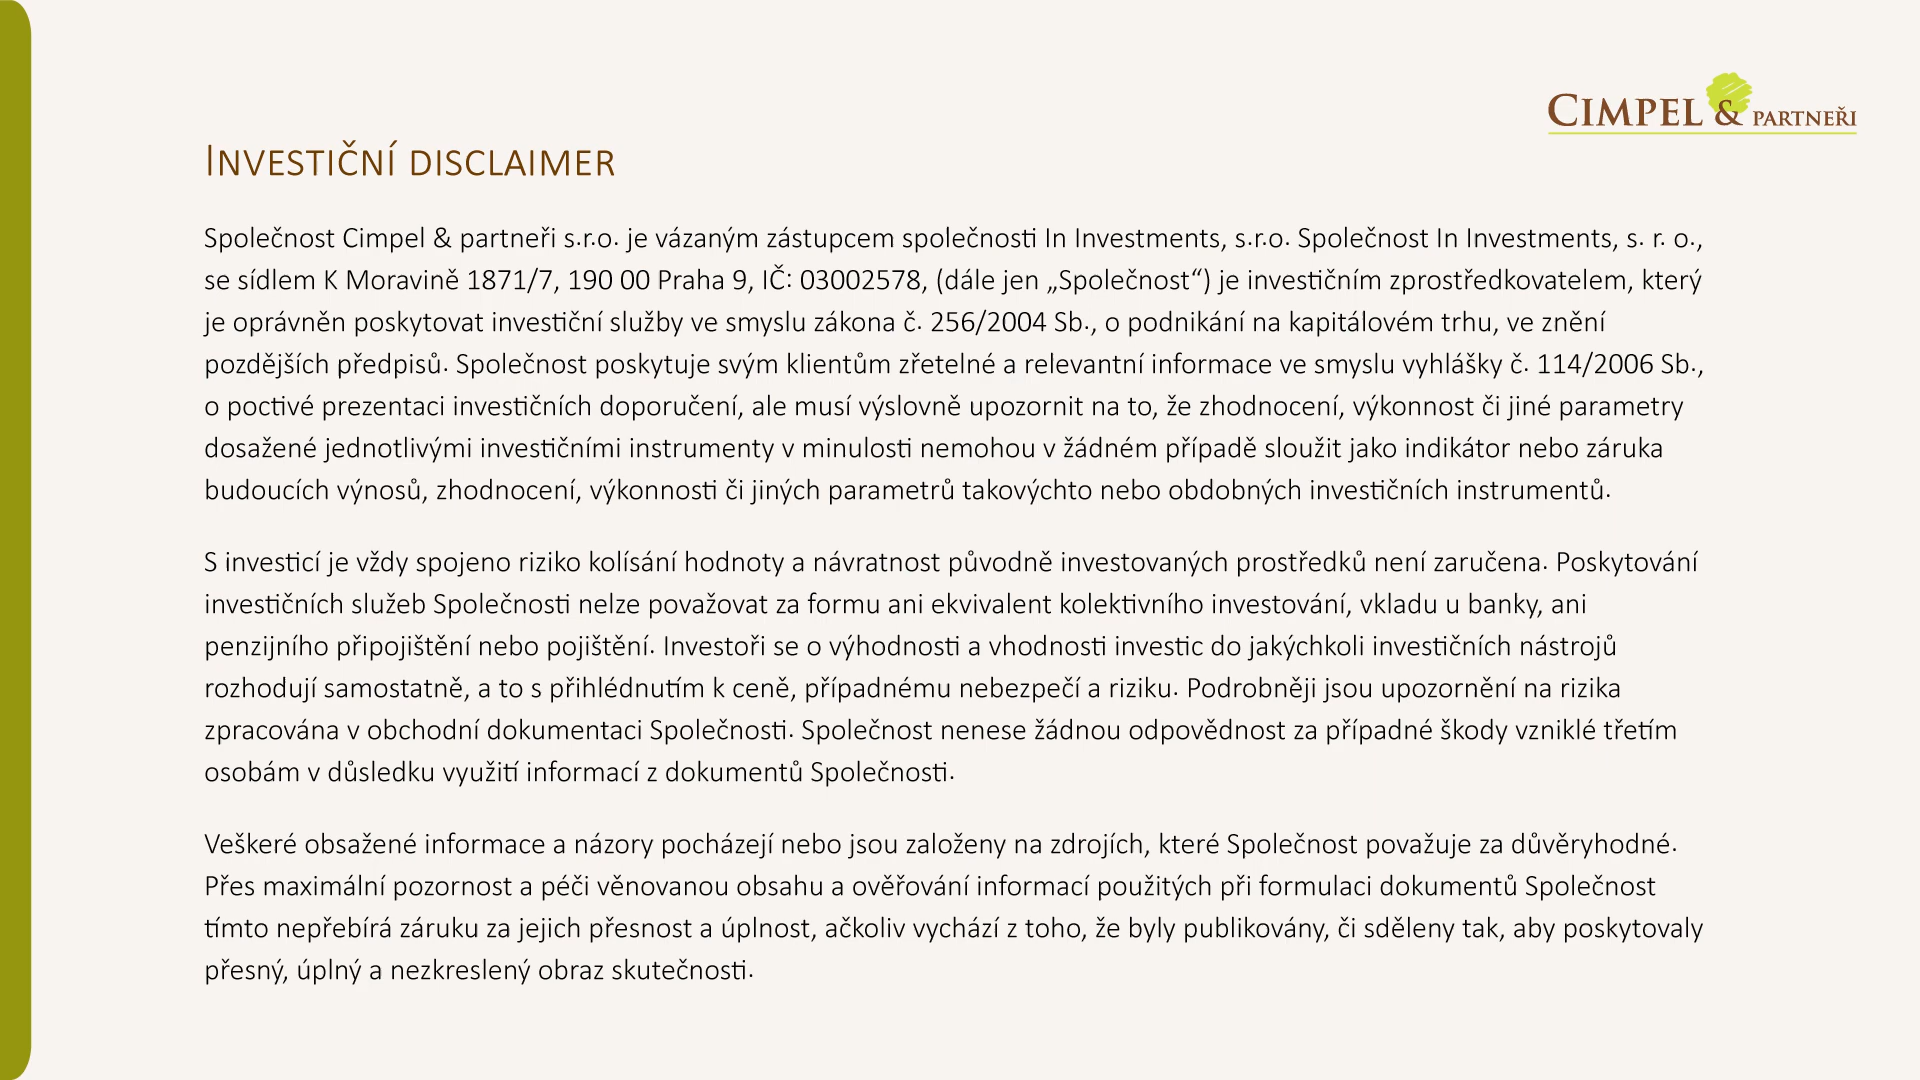 CIMPEL & PARTNEŘI
INVESTIČNÍ DISCLAIMER
Společnost Cimpel & partneři s.r.o. je vázaným zástupcem společnosti In Investments, s.r.o. Společnost In Investments, s. r. o.,
se sídlem K Moravině 1871/7, 190 00 Praha 9, IČ: 03002578, (dále jen „Společnost“) je investičním zprostředkovatelem, který
je oprávněn poskytovat investiční služby ve smyslu zákona č. 256/2004 Sb., o podnikání na kapitálovém trhu, ve znění
pozdějších předpisů. Společnost poskytuje svým klientům zřetelné a relevantní informace ve smyslu vyhlášky č. 114/2006 Sb.,
o poctivé prezentaci investičních doporučení, ale musí výslovně upozornit na to, že zhodnocení, výkonnost či jiné parametry
dosažené jednotlivými investičními instrumenty v minulosti nemohou v žádném případě sloužit jako indikátor nebo záruka
budoucích výnosů, zhodnocení, výkonnosti či jiných parametrů takovýchto nebo obdobných investičních instrumentů.
S investicí je vždy spojeno riziko kolísání hodnoty a návratnost původně investovaných prostředků není zaručena. Poskytování
investičních služeb Společnosti nelze považovat za formu ani ekvivalent kolektivního investování, vkladu u banky, ani
penzijního připojištění nebo pojištění. Investoři se o výhodnosti a vhodnosti investic do jakýchkoli investičních nástrojů
rozhodují samostatně, a to s přihlédnutím k ceně, případnému nebezpečí a riziku. Podrobněji jsou upozornění na rizika
zpracována v obchodní dokumentaci Společnosti. Společnost nenese žádnou odpovědnost za případné škody vzniklé třetím
osobám v důsledku využití informací z dokumentů Společnosti.
Veškeré obsažené informace a názory pocházejí nebo jsou založeny na zdrojích, které Společnost považuje za důvěryhodné.
Přes maximální pozornost a péči věnovanou obsahu a ověřování informací použitých při formulaci dokumentů Společnost
tímto nepřebírá záruku za jejich přesnost a úplnost, ačkoliv vychází z toho, že byly publikovány, či sděleny tak, aby poskytovaly
přesný, úplný a nezkreslený obraz skutečnosti.